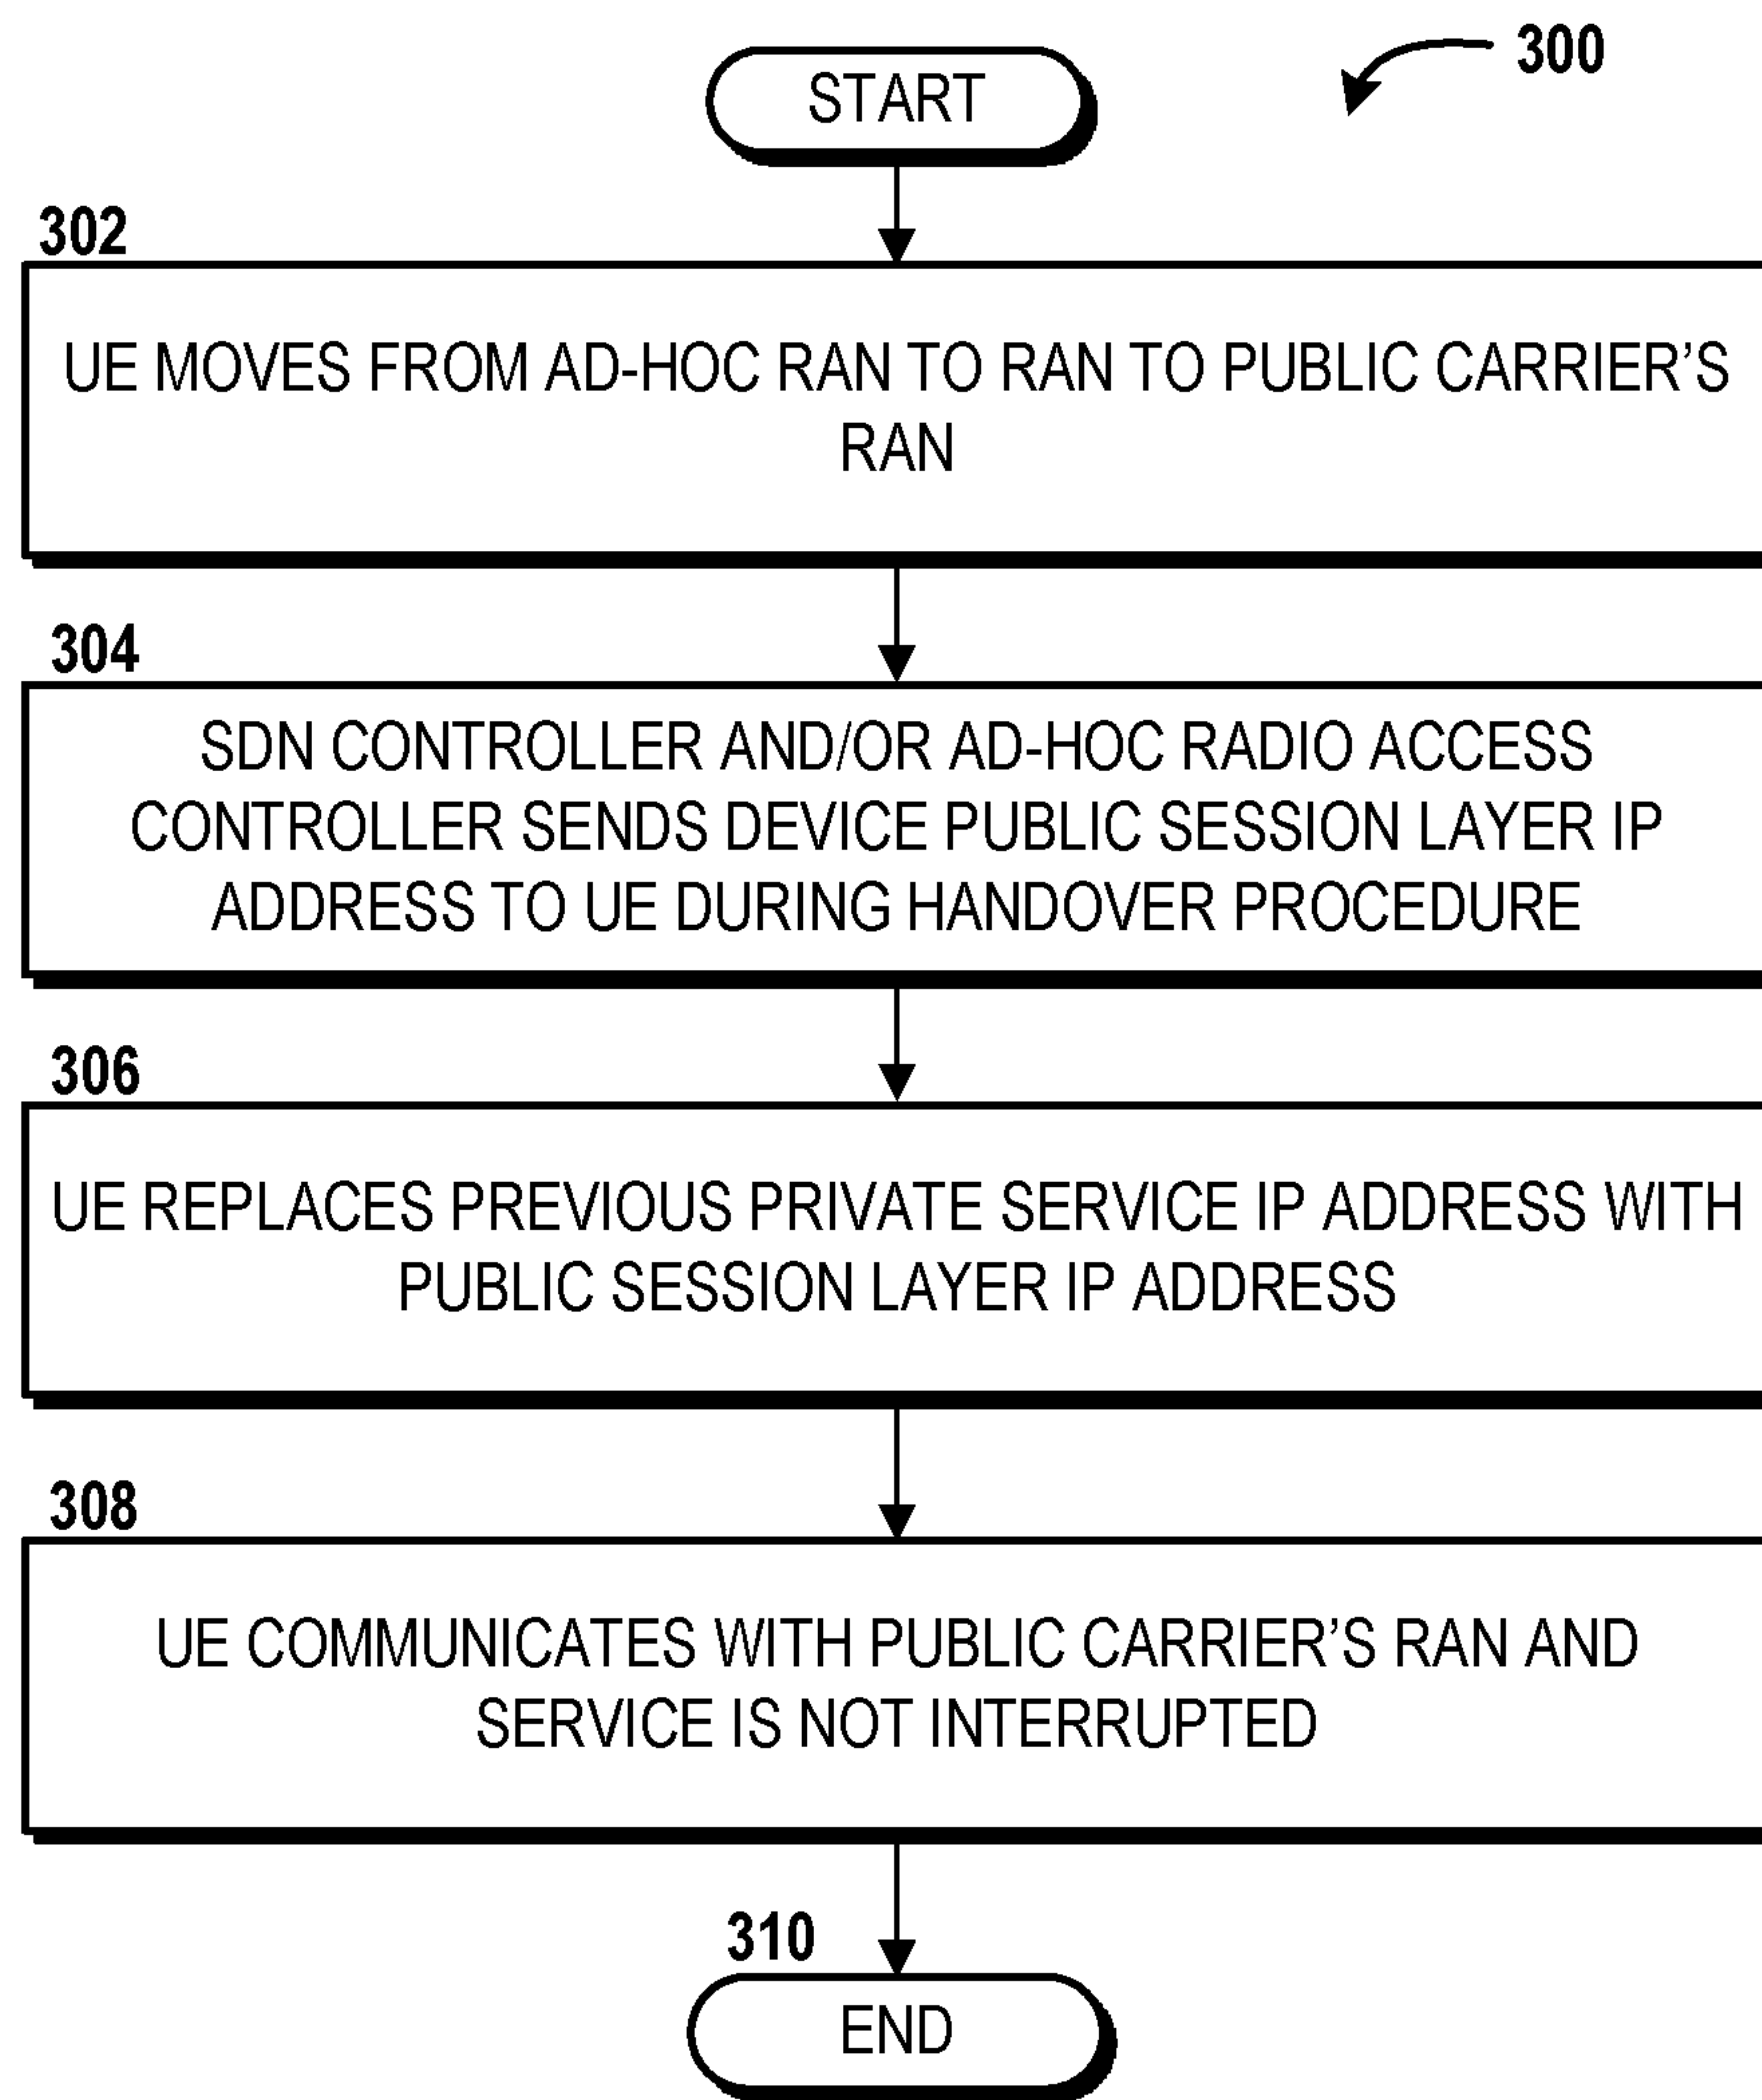 300
START
302
UE MOVES FROM AD-HOC RAN TO RAN TO PUBLIC CARRIER’S
RAN
304
SDN CONTROLLER AND/OR AD-HOC RADIO ACCESS
CONTROLLER SENDS DEVICE PUBLIC SESSION LAYER IP
ADDRESS TO UE DURING HANDOVER PROCEDURE
306
UE REPLACES PREVIOUS PRIVATE SERVICE IP ADDRESS WITH
PUBLIC SESSION LAYER IP ADDRESS
308
UE COMMUNICATES WITH PUBLIC CARRIER’S RAN AND
SERVICE IS NOT INTERRUPTED
310
END